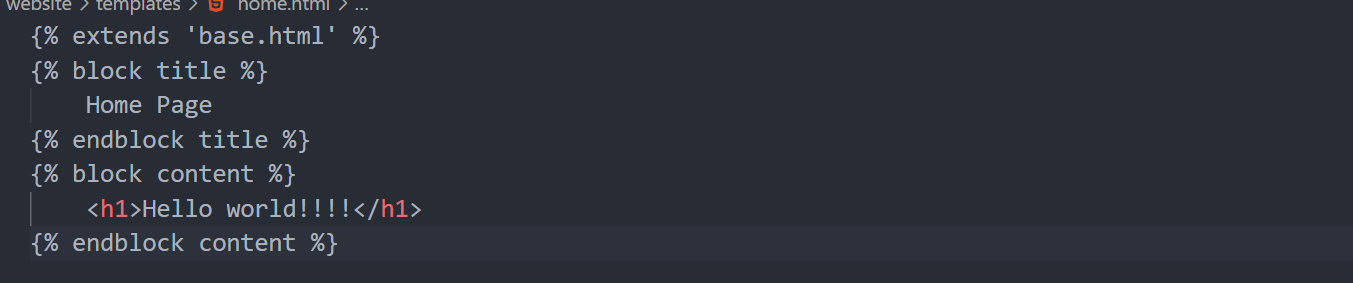 website > templates > home.html > ...
{% extends 'base.html' %}
{% block title %}
    Home Page
{% endblock title %}
{% block content %}
    <h1>Hello world!!!!</h1>
{% endblock content %}